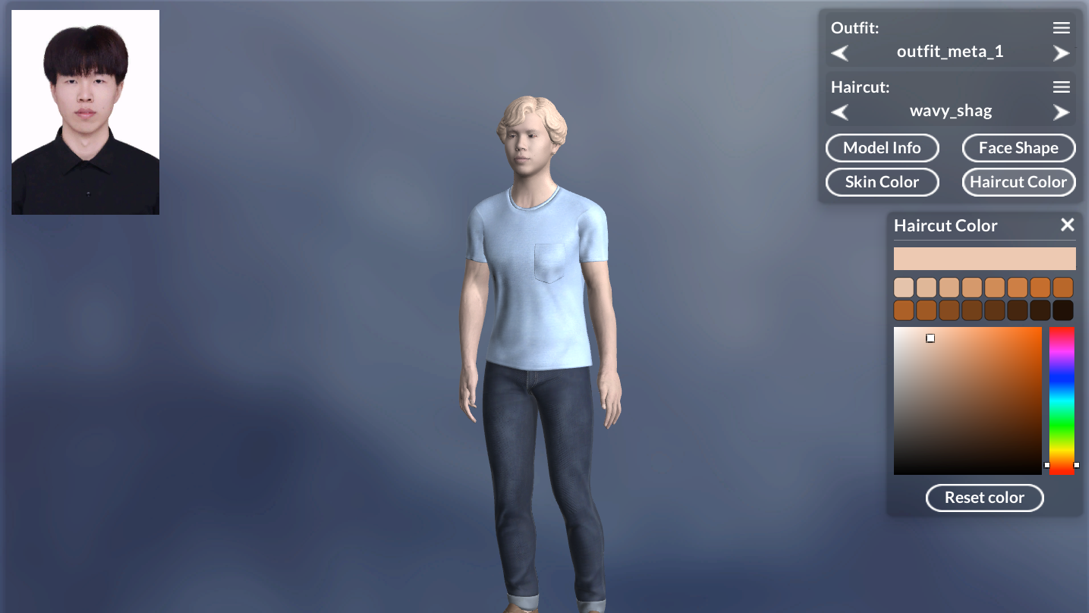 Outfit:
outfit_meta_1
Haircut:
wavy_shag
Model Info
Face Shape
Skin Color
Haircut Color
Haircut Color
Reset color